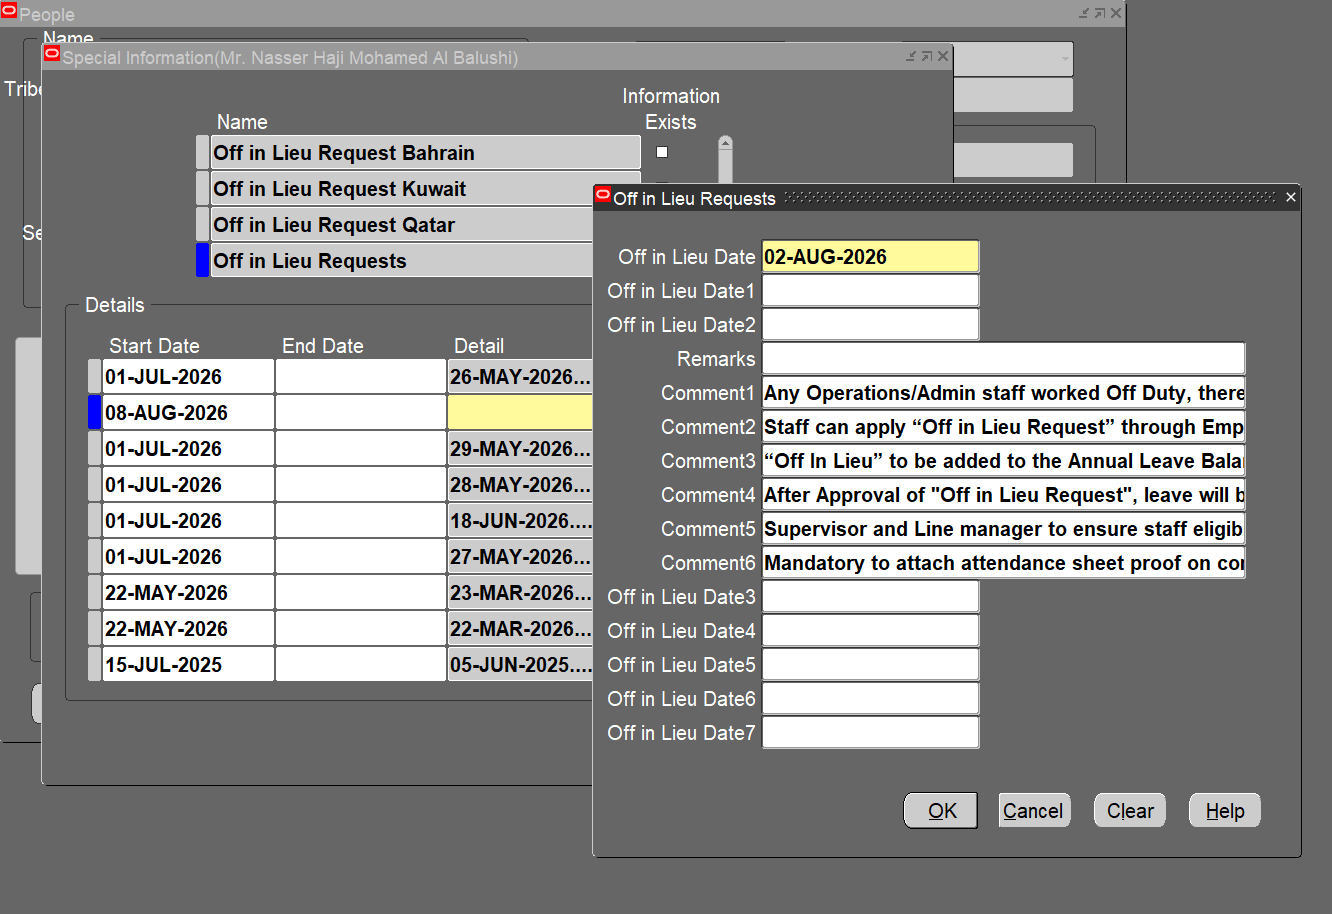 People
Name
Special Information(Mr. Nasser Haji Mohamed Al Balushi)
Tribe
Information
Name
Exists
Off in Lieu Request Bahrain
Off in Lieu Request Kuwait
Off in Lieu Request Qatar
Off in Lieu Requests
Se
Details
Start Date End Date Detail
01-JUL-2026 26-MAY-2026...
08-AUG-2026
01-JUL-2026 29-MAY-2026...
01-JUL-2026 28-MAY-2026...
01-JUL-2026 18-JUN-2026....
01-JUL-2026 27-MAY-2026...
22-MAY-2026 23-MAR-2026...
22-MAY-2026 22-MAR-2026...
15-JUL-2025 05-JUN-2025....
Off in Lieu Requests
Off in Lieu Date 02-AUG-2026
Off in Lieu Date1
Off in Lieu Date2
Remarks
Comment1 Any Operations/Admin staff worked Off Duty, there
Comment2 Staff can apply “Off in Lieu Request” through Emp
Comment3 “Off In Lieu” to be added to the Annual Leave Bala
Comment4 After Approval of "Off in Lieu Request", leave will b
Comment5 Supervisor and Line manager to ensure staff eligib
Comment6 Mandatory to attach attendance sheet proof on con
Off in Lieu Date3
Off in Lieu Date4
Off in Lieu Date5
Off in Lieu Date6
Off in Lieu Date7
OK Cancel Clear Help